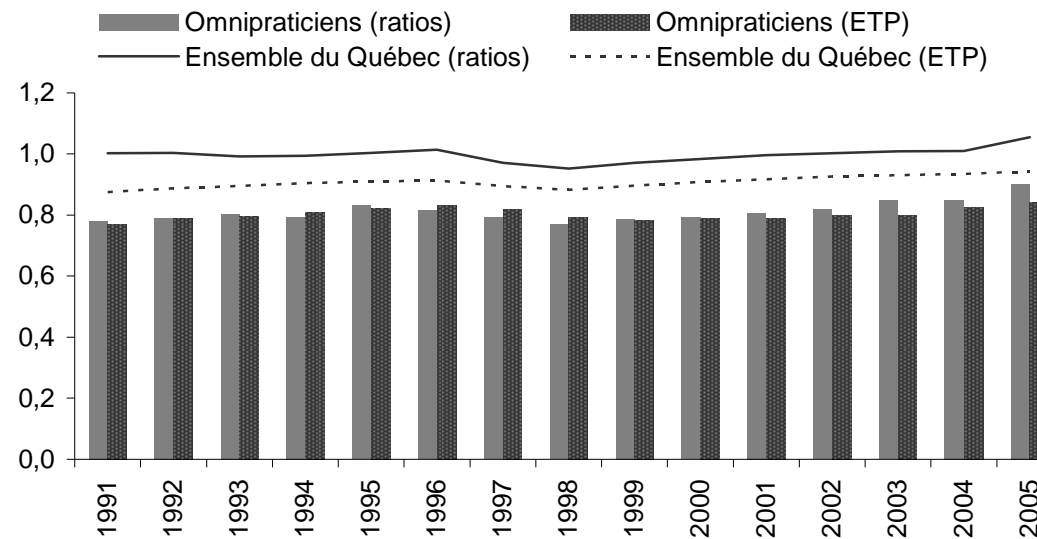 Omnipraticiens (ratios) Omnipraticiens (ETP)
Ensemble du Québec (ratios) Ensemble du Québec (ETP)
1,2
1,0
0,8
0,6
0,4
0,2
0,0
1991 1992 1993 1994 1995 1996 1997 1998 1999 2000 2001 2002 2003 2004 2005